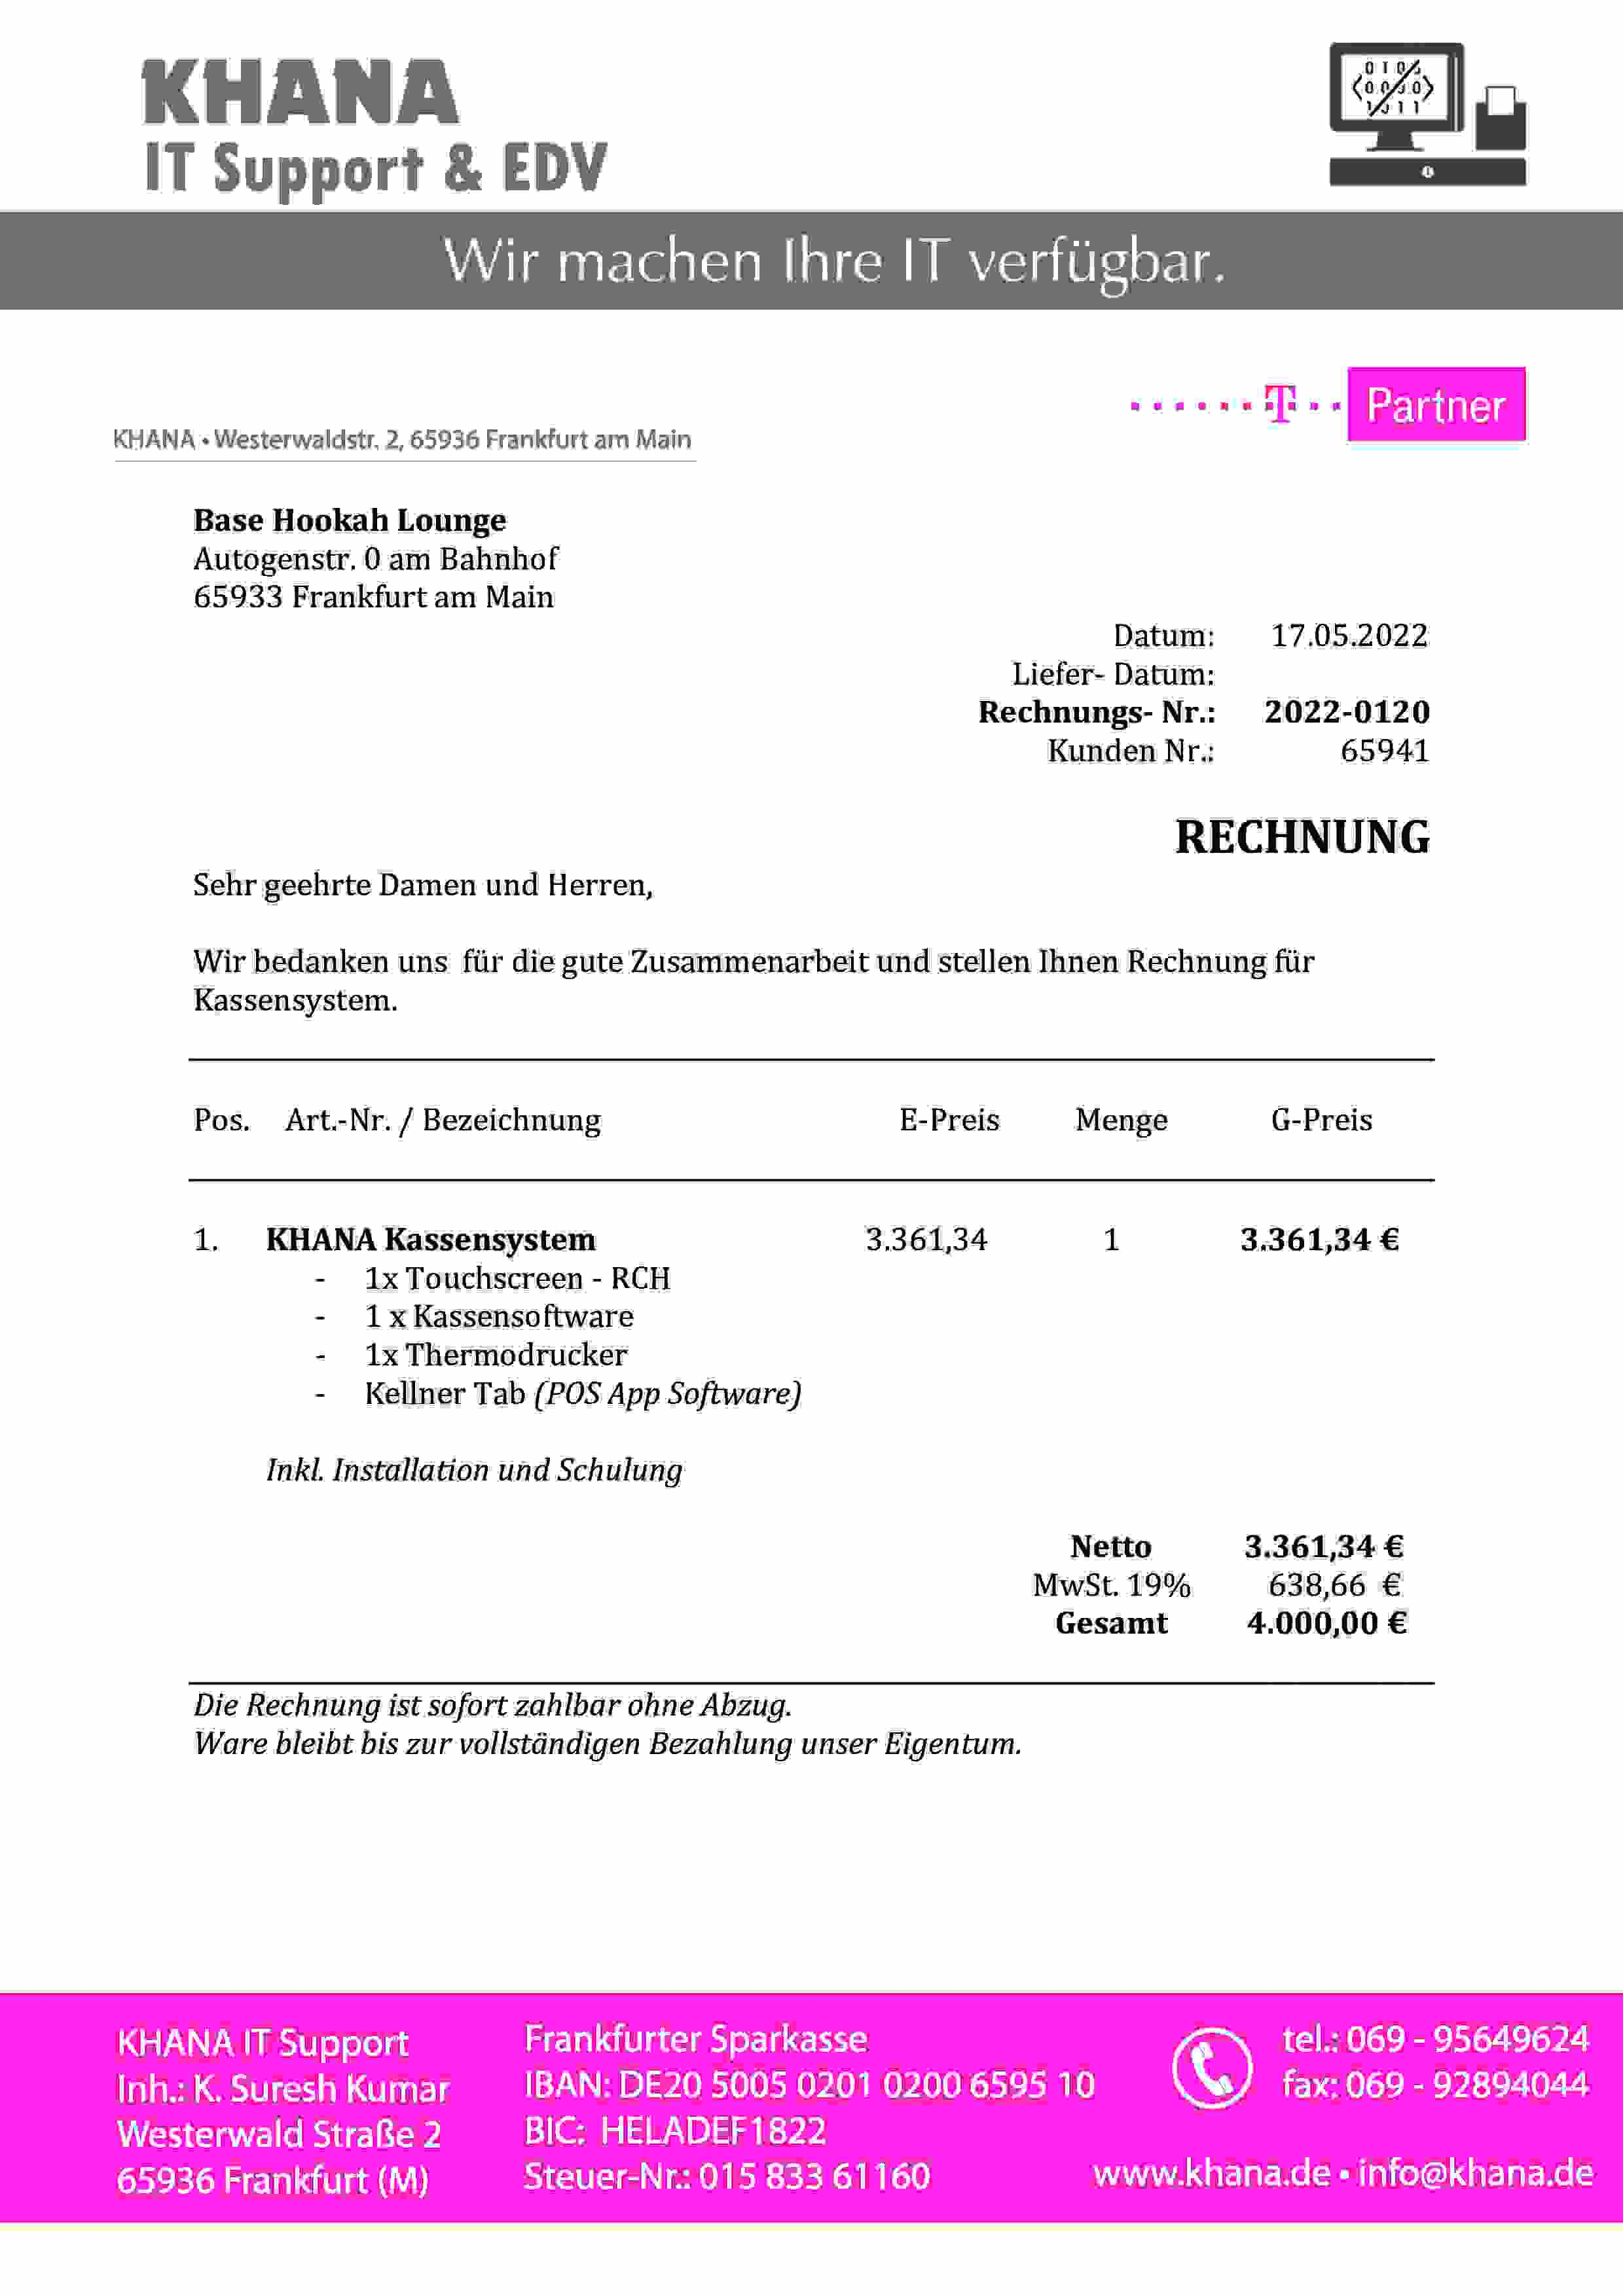 KHANA
IT Support & EDV
Wir machen Ihre IT verfügbar.
T Partner
KHANA • Westerwaldstr. 2, 65936 Frankfurt am Main
Base Hookah Lounge
Autogenstr. 0 am Bahnhof
65933 Frankfurt am Main
Datum: 17.05.2022
Liefer- Datum:
Rechnungs- Nr.: 2022-0120
Kunden Nr.: 65941
RECHNUNG
Sehr geehrte Damen und Herren,
Wir bedanken uns für die gute Zusammenarbeit und stellen Ihnen Rechnung für
Kassensystem.
Pos. Art.-Nr. / Bezeichnung E-Preis Menge G-Preis
1. KHANA Kassensystem 3.361,34 1 3.361,34 €
- 1x Touchscreen - RCH
- 1 x Kassensoftware
- 1x Thermodrucker
- Kellner Tab (POS App Software)
Inkl. Installation und Schulung
Netto 3.361,34 €
MwSt. 19% 638,66 €
Gesamt 4.000,00 €
Die Rechnung ist sofort zahlbar ohne Abzug.
Ware bleibt bis zur vollständigen Bezahlung unser Eigentum.
KHANA IT Support
Inh.: K. Suresh Kumar
Westerwald Straße 2
65936 Frankfurt (M)
Frankfurter Sparkasse
IBAN: DE20 5005 0201 0200 6595 10
BIC: HELADEF1822
Steuer-Nr.: 015 833 61160
tel.: 069 - 95649624
fax: 069 - 92894044
www.khana.de • info@khana.de